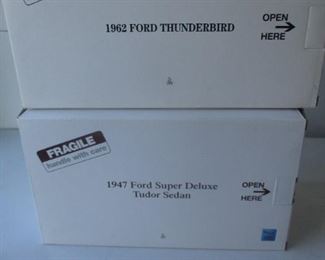 1962 FORD THUNDERBIRD
OPEN
HERE
FRAGILE
handle with care
1947 Ford Super Deluxe
Tudor Sedan
OPEN
HERE